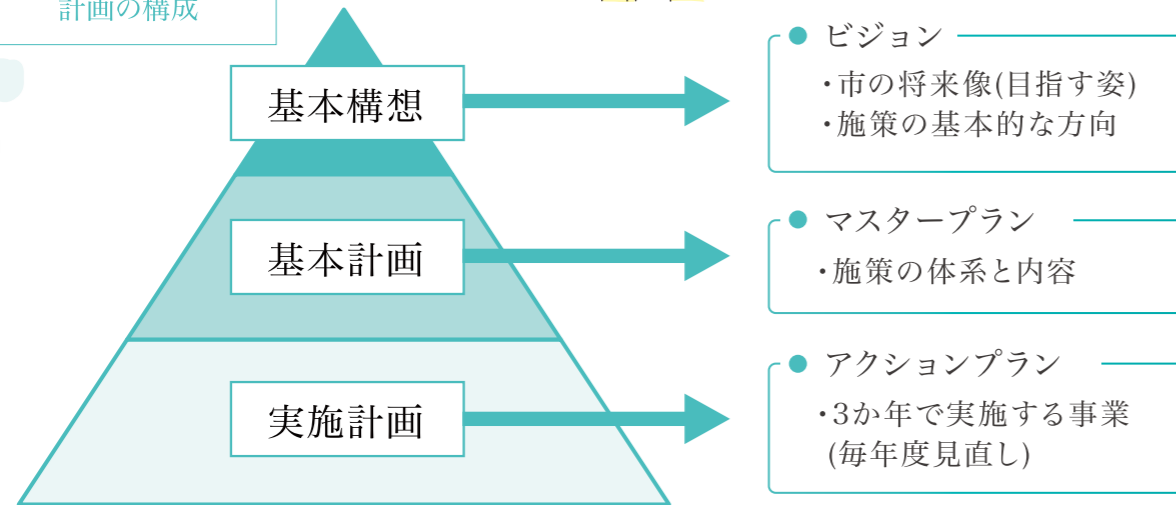 計画の構成
基本構想
ビジョン
・市の将来像(目指す姿)
・施策の基本的な方向
基本計画
マスタープラン
・施策の体系と内容
実施計画
アクションプラン
・3か年で実施する事業
(毎年度見直し)